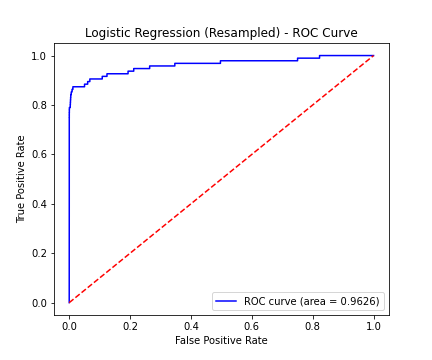 Logistic Regression (Resampled) - ROC Curve
True Positive Rate
1.0
0.8
0.6
0.4
0.2
0.0
ROC curve (area = 0.9626)
0.0 0.2 0.4 0.6 0.8 1.0
False Positive Rate